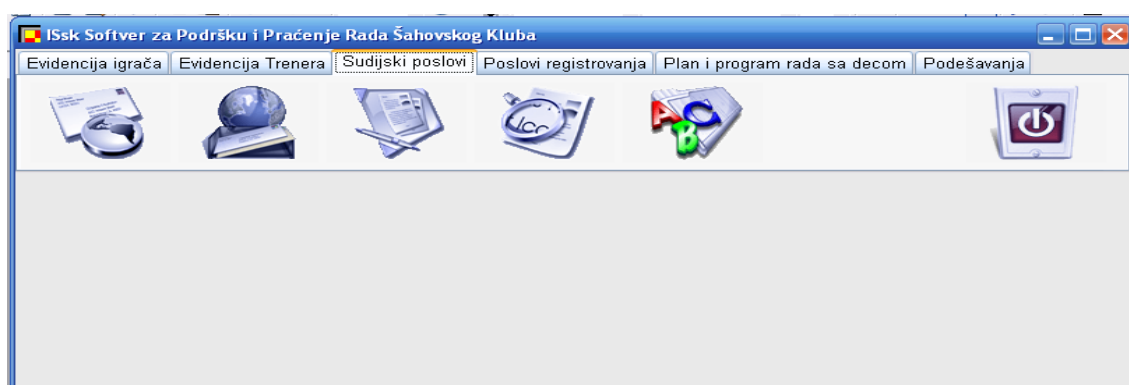 ISsk Softver za Podršku i Praćenje Rada Šahovskog Kluba
Evidencija igrača Evidencija Trenera Sudijski poslovi Poslovi registrovanja Plan i program rada sa decom Podešavanja
A B C